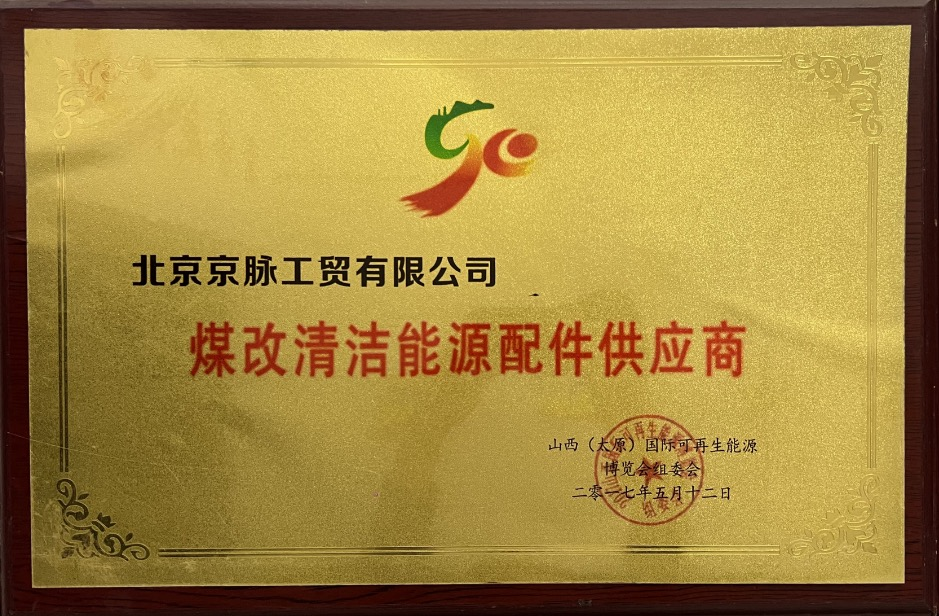 北京京脉工贸有限公司
煤改清洁能源配件供应商
山西（太原）国际可再生能源
博览会组委会
二零一七年五月十二日